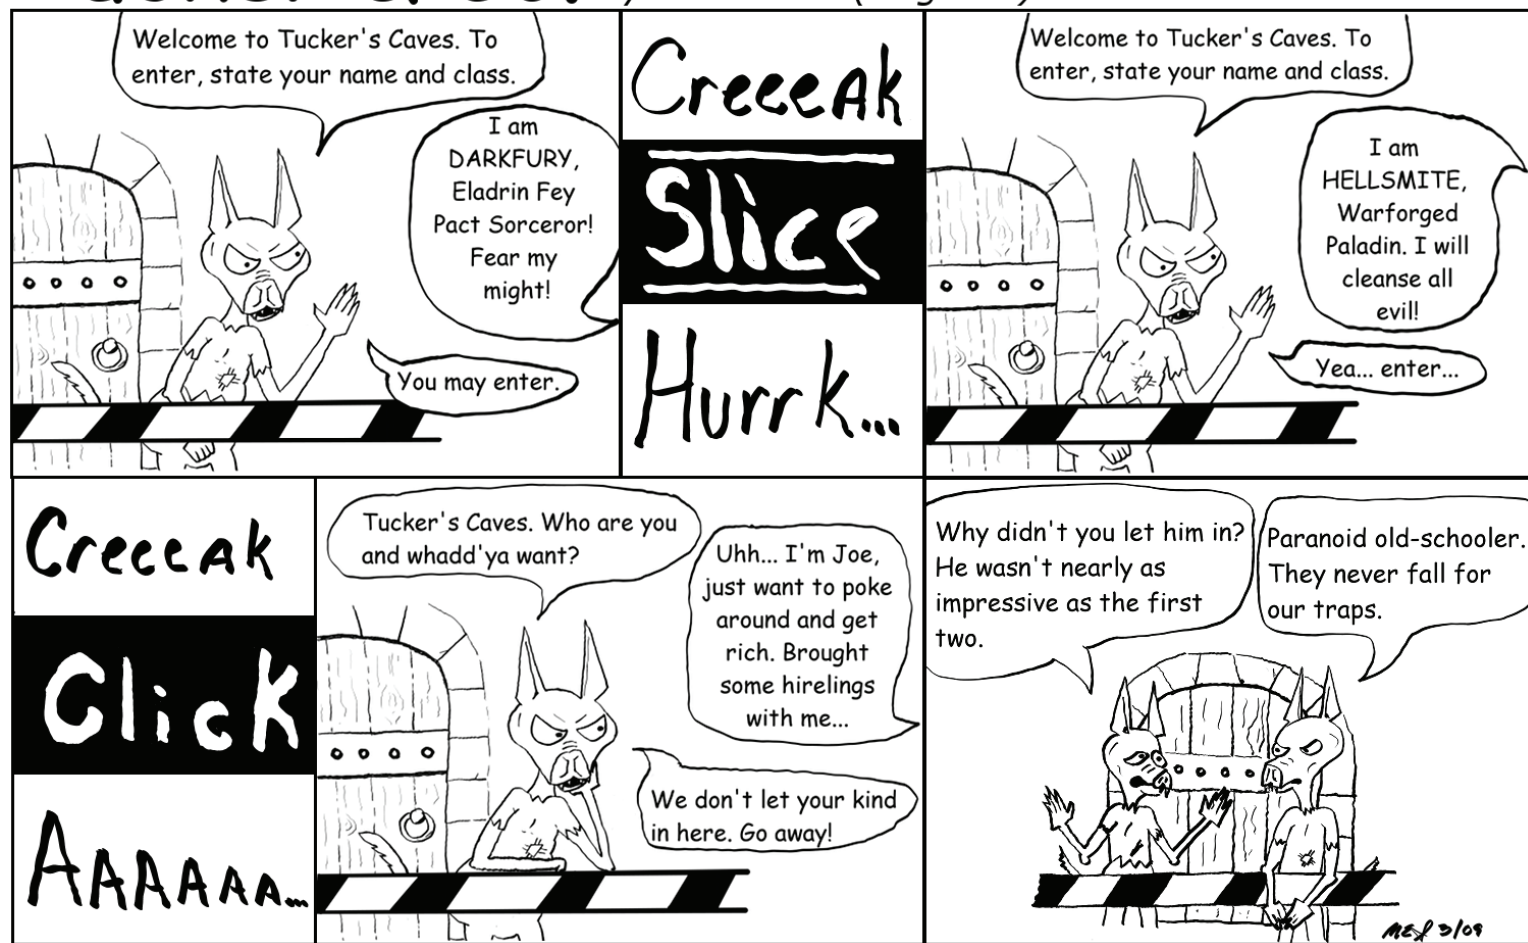 Welcome to Tucker's Caves. To
enter, state your name and class.
I am
DARKFURY,
Eladrin Fey
Pact Sorceror!
Fear my
might!
You may enter.
Creeeak
Slice
Hurrk...
Welcome to Tucker's Caves. To
enter, state your name and class.
I am
HELLSMITE,
Warforged
Paladin. I will
cleanse all
evil!
Yea... enter...
Creeeak
Click
AAAAAAA...
Tucker's Caves. Who are you
and whadd'ya want?
Uhh... I'm Joe,
just want to poke
around and get
rich. Brought
some hirelings
with me...
We don't let your kind
in here. Go away!
Why didn't you let him in?
He wasn't nearly as
impressive as the first
two.
Paranoid old-schooler.
They never fall for
our traps.
3/09